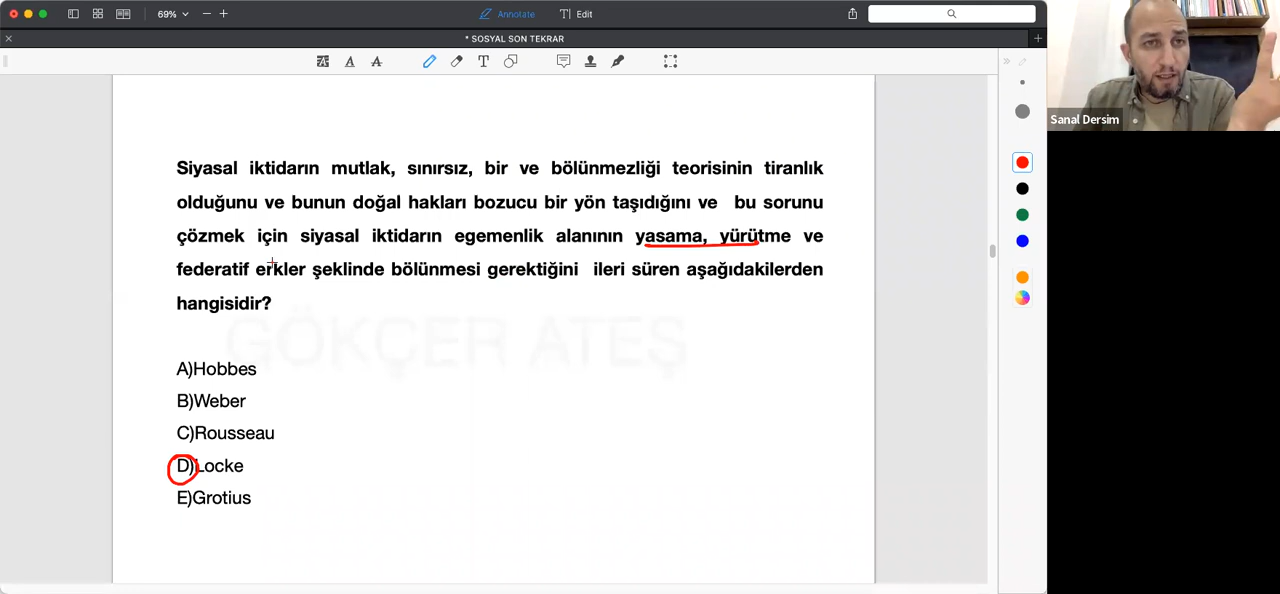 69%
Annotate
Edit
* SOSYAL SON TEKRAR
Sanal Dersim
Siyasal iktidarın mutlak, sınırsız, bir ve bölünmezliği teorisinin tiranlık
olduğunu ve bunun doğal hakları bozucu bir yön taşıdığını ve bu sorunu
çözmek için siyasal iktidarın egemenlik alanının yasama, yürütme ve
federatif erkler şeklinde bölünmesi gerektiğini ileri süren aşağıdakilerden
hangisidir?
GÖKÇER ATEŞ
A)Hobbes
B)Weber
C)Rousseau
D)Locke
E)Grotius